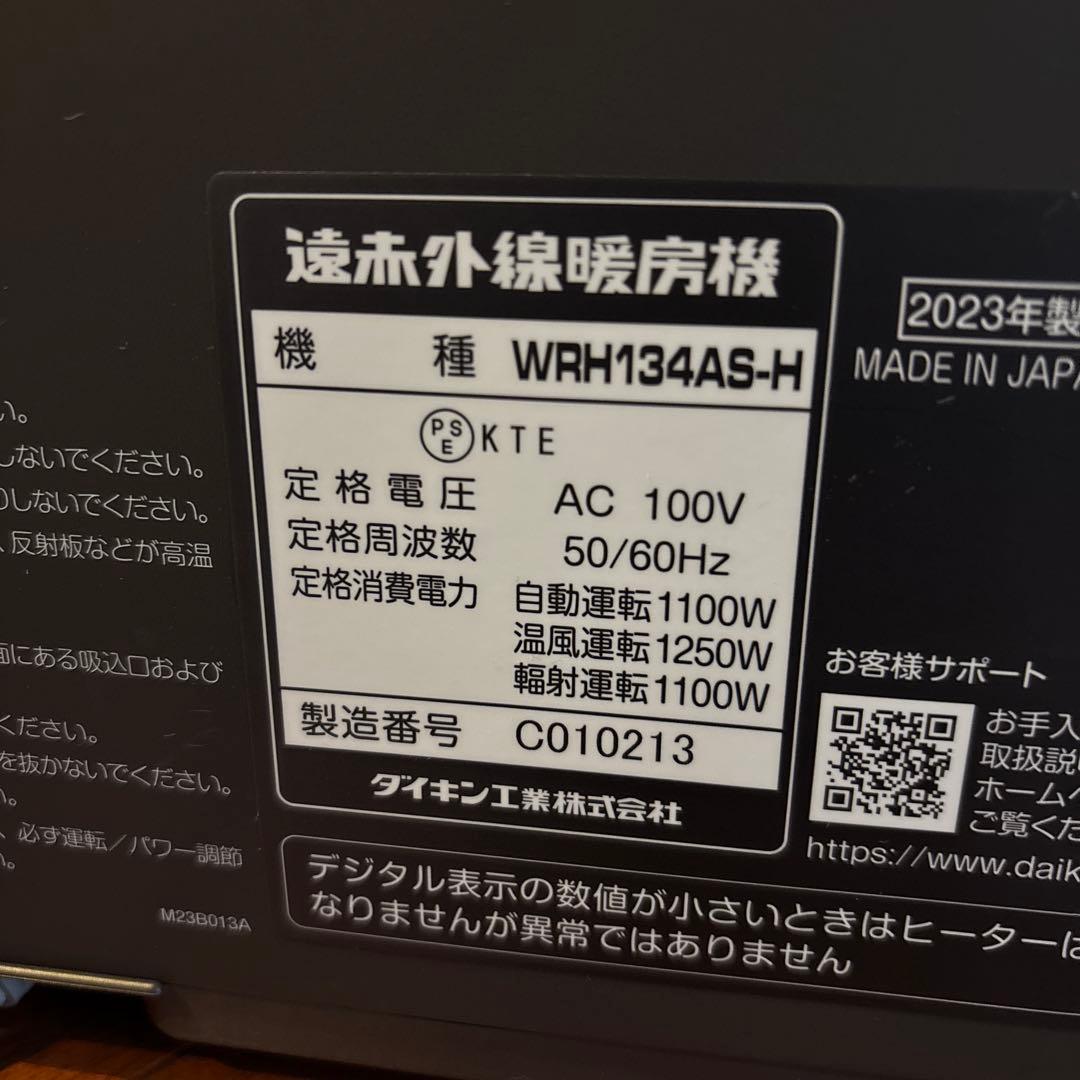 遠赤外線暖房機
機種 WRH134AS-H
PSE KTE
定格電圧 AC 100V
定格周波数 50/60Hz
定格消費電力 自動運転1100W
温風運転1250W
輻射運転1100W
製造番号 C010213
ダイキン工業株式会社
2023年製
MADE IN JAPA
い。
しないでください。
りしないでください。
、反射板などが高温
面にある吸込口および
ください。
を抜かないでください。
い。
、必ず運転/パワー調節
い。
M23B013A
お客様サポート
お手入
取扱説
ホームペ
ご覧くだ
https://www.daik
デジタル表示の数値が小さいときはヒーターは
なりませんが異常ではありません